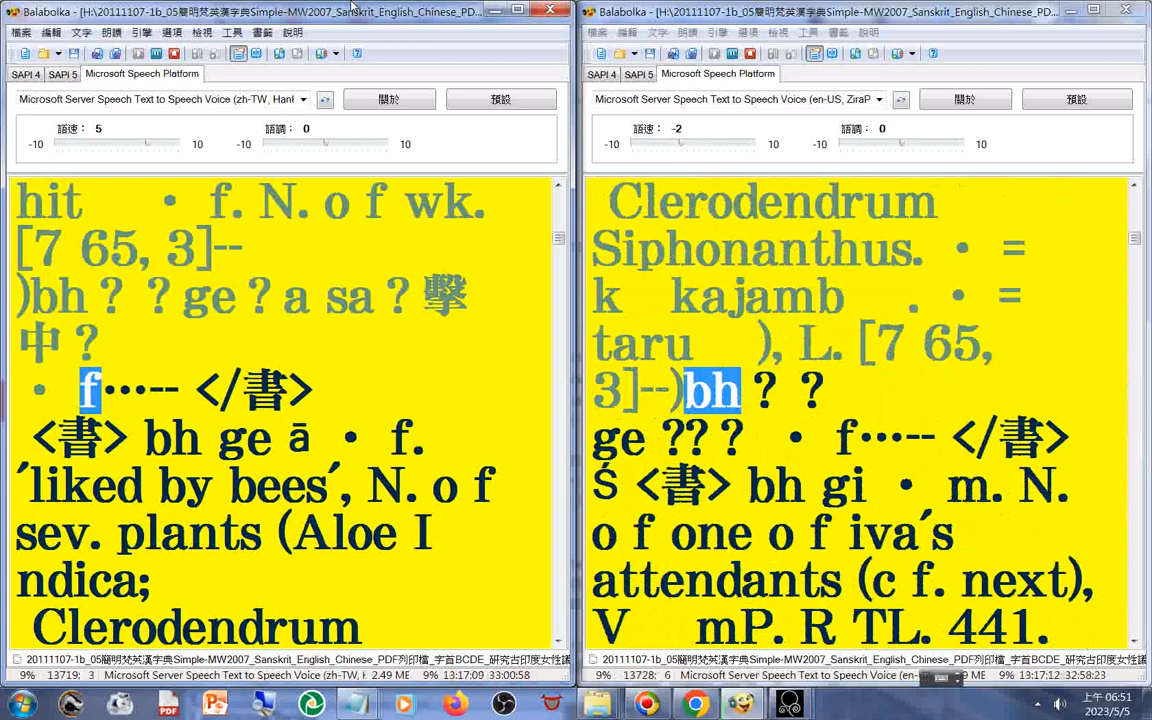 Balabolka - [H:\20111107-1b_05簡明梵英漢字典Simple-MW2007_Sanskrit_English_Chinese_PD...
檔案 編輯 文字 朗讀 引擎 選項 檢視 工具 書籤 說明
SAPI 4 SAPI 5 Microsoft Speech Platform
Microsoft Server Speech Text to Speech Voice (zh-TW, Hanl
關於 預設
語速： 5 語調： 0
-10 10 -10 10
hit • f. N. o f wk.
[7 65, 3]--
)bh ? ? ge ? a sa ? 擊
中 ?
• f…-- </書>
<書> bh ge ā • f.
'liked by bees', N. o f
sev. plants (Aloe I
ndica;
Clerodendrum
20111107-1b_05簡明梵英漢字典Simple-MW2007_Sanskrit_English_Chinese_PDF列印檔_字首BCDE_研究古印度女性議
9% 13719: 3 Microsoft Server Speech Text to Speech Voice (zh-TW, 2.49 MB 9% 13:17:09 33:00:58
Balabolka - [H:\20111107-1b_05簡明梵英漢字典Simple-MW2007_Sanskrit_English_Chinese_PD...
檔案 編輯 文字 朗讀 引擎 選項 檢視 工具 書籤 說明
SAPI 4 SAPI 5 Microsoft Speech Platform
Microsoft Server Speech Text to Speech Voice (en-US, ZiraP
關於 預設
語速： -2 語調： 0
-10 10 -10 10
Clerodendrum
Siphonanthus. • =
k kajamb . • =
taru ), L. [7 65,
3]--)bh ? ?
ge ??? • f…-- </書>
Ś <書> bh gi • m. N.
o f one o f iva's
attendants (c f. next),
V mP. R TL. 441.
20111107-1b_05簡明梵英漢字典Simple-MW2007_Sanskrit_English_Chinese_PDF列印檔_字首BCDE_研究古印度女性議
9% 13728: 6 Microsoft Server Speech Text to Speech Voice (en-US, 9 MB 9% 13:17:12 32:58:23
上午 06:51
2023/5/5